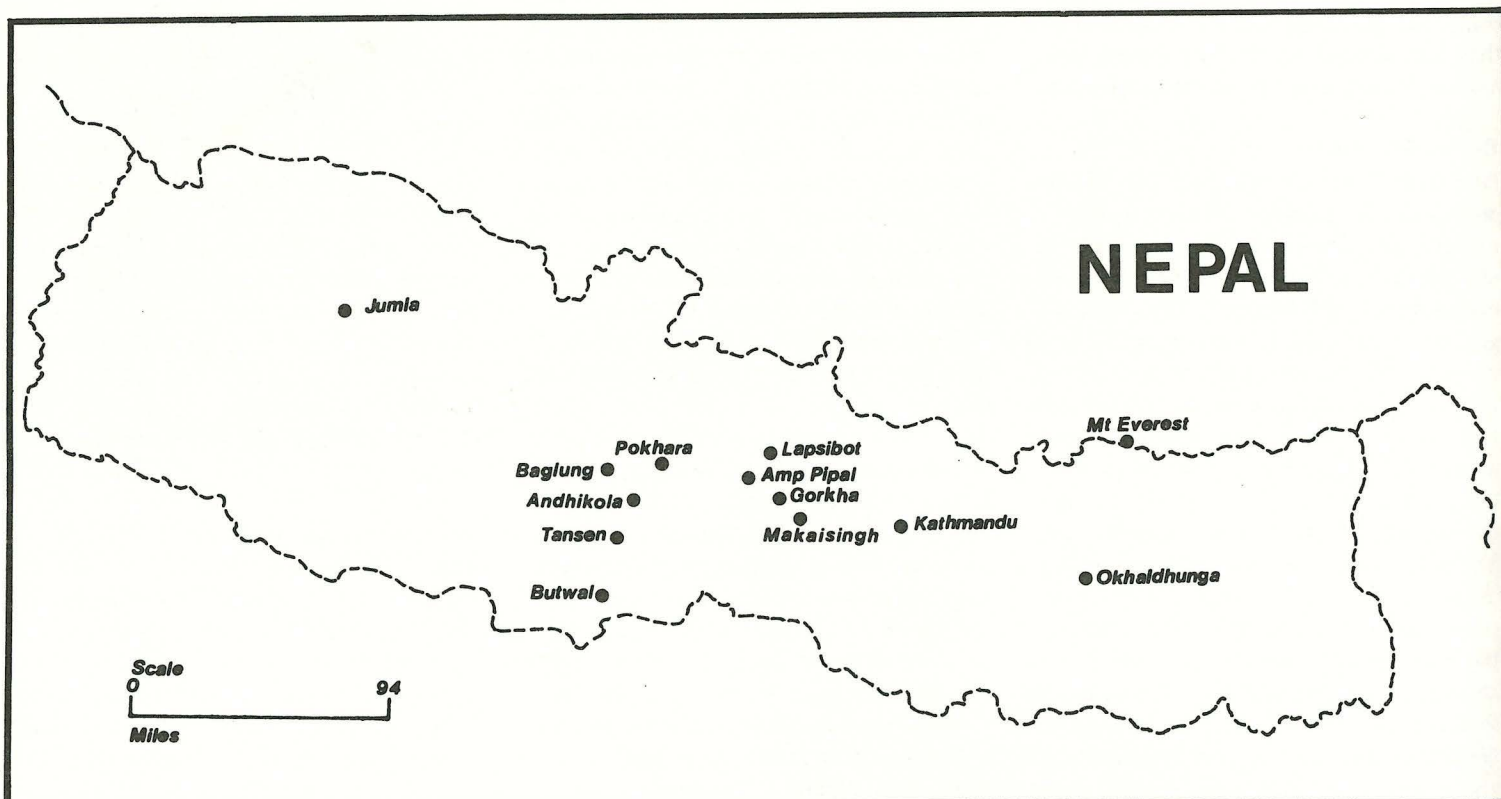 NEPAL
Jumla
Mt Everest
Pokhara
Lapsibot
Baglung
Amp Pipal
Andhikola
Gorkha
Makaisingh
Kathmandu
Tansen
Okhaldhunga
Butwal
Scale
0 94
Miles